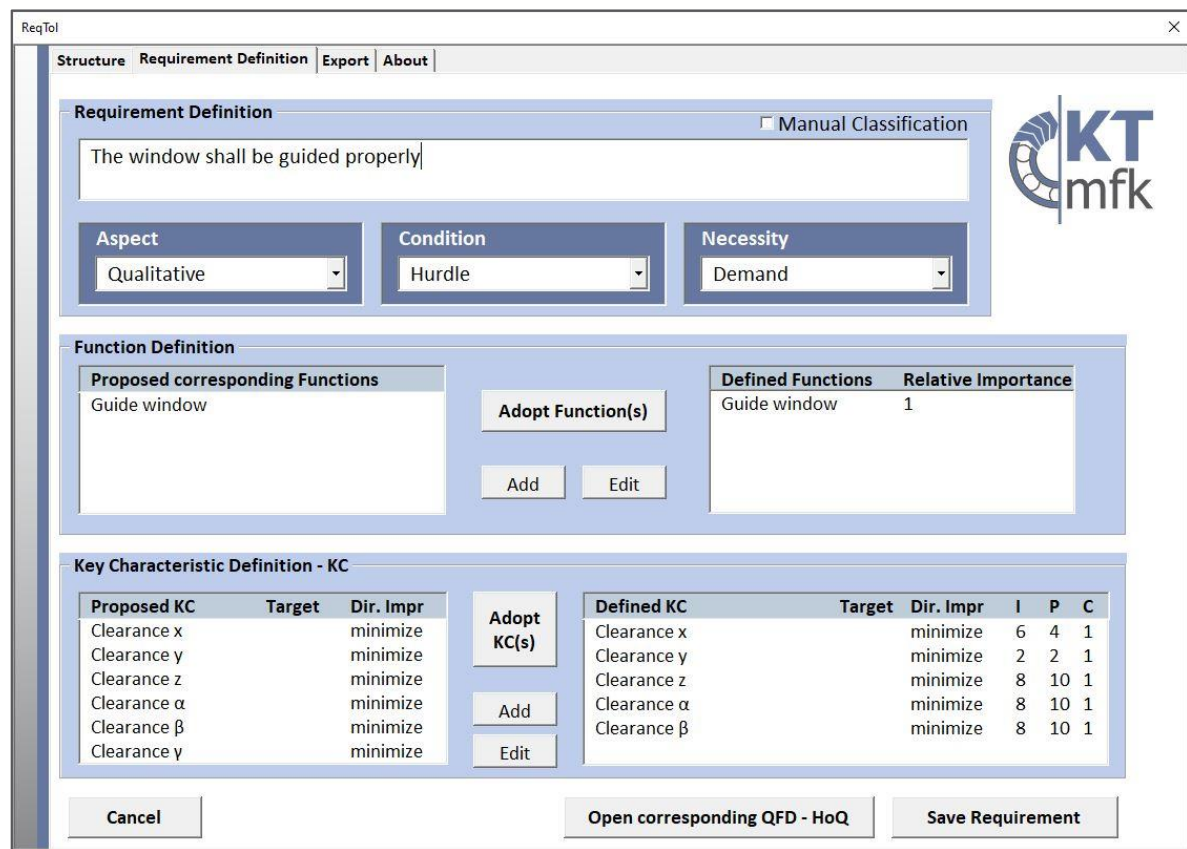 ReqTol
Structure Requirement Definition Export About
Requirement Definition
Manual Classification
The window shall be guided properly
KT
mfk
Aspect Condition Necessity
Qualitative Hurdle Demand
Function Definition
Proposed corresponding Functions
Guide window
Adopt Function(s)
Add Edit
Defined Functions Relative Importance
Guide window 1
Key Characteristic Definition - KC
Proposed KC Target Dir. Impr
Clearance x minimize
Clearance y minimize
Clearance z minimize
Clearance α minimize
Clearance β minimize
Clearance γ minimize
Adopt
KC(s)
Add
Edit
Defined KC Target Dir. Impr I P C
Clearance x minimize 6 4 1
Clearance y minimize 2 2 1
Clearance z minimize 8 10 1
Clearance α minimize 8 10 1
Clearance β minimize 8 10 1
Cancel Open corresponding QFD - HoQ Save Requirement